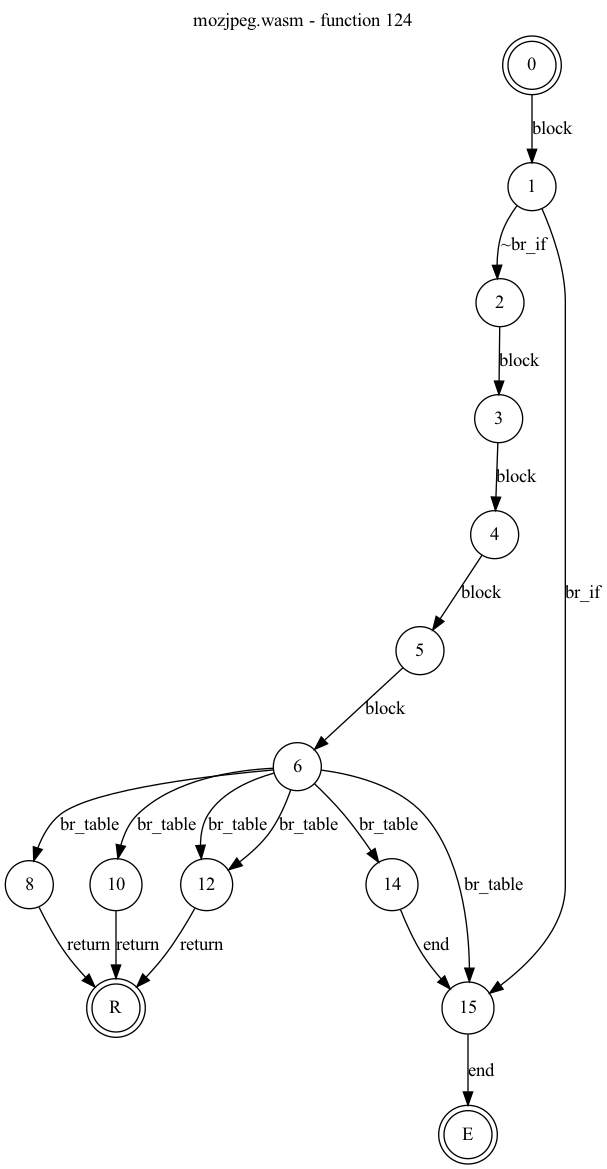 mozjpeg.wasm - function 124
0
block
1
~br_if
2
block
3
block
4
block
br_if
5
block
6
br_table br_table br_table br_table br_table
8 10 12 14 br_table
return return return end
R 15
end
E